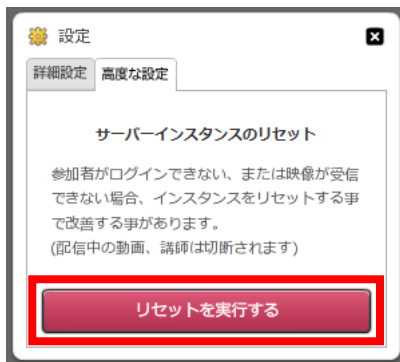 設定
詳細設定 高度な設定
サーバーインスタンスのリセット
参加者がログインできない、または映像が受信
できない場合、インスタンスをリセットする事
で改善する事があります。
(配信中の動画、講師は切断されます)
リセットを実行する